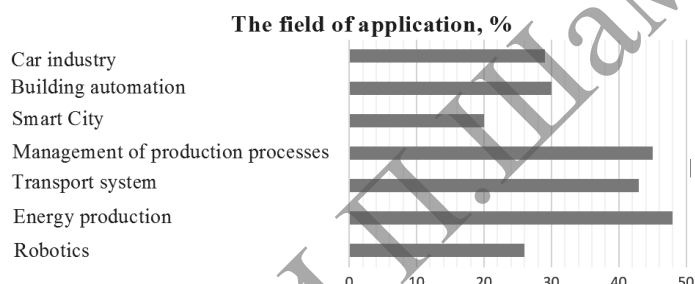 The field of application, %
Car industry
Building automation
Smart City
Management of production processes
Transport system
Energy production
Robotics
0 10 20 30 40 50